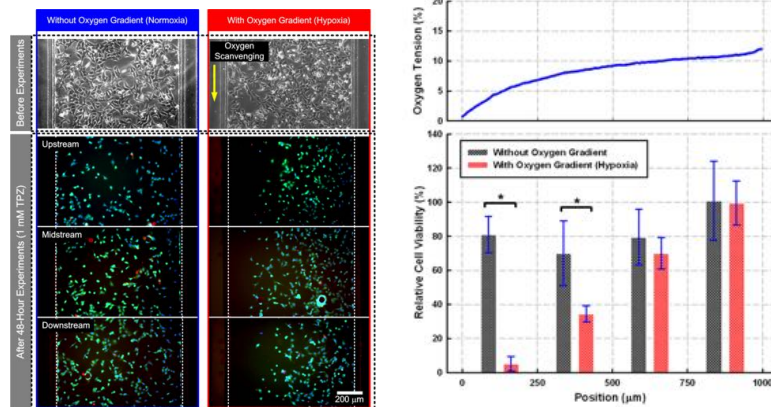 Without Oxygen Gradient (Normoxia)
With Oxygen Gradient (Hypoxia)
Before Experiments
Oxygen
Scavenging
After 48-Hour Experiments (1 mM TPZ)
Upstream
Midstream
Downstream
200 μm
Oxygen Tension (%)
20
15
10
5
0
Relative Cell Viability (%)
140
120
100
80
60
40
20
0
Without Oxygen Gradient
With Oxygen Gradient (Hypoxia)
*
*
0
250
500
750
1000
Position (μm)